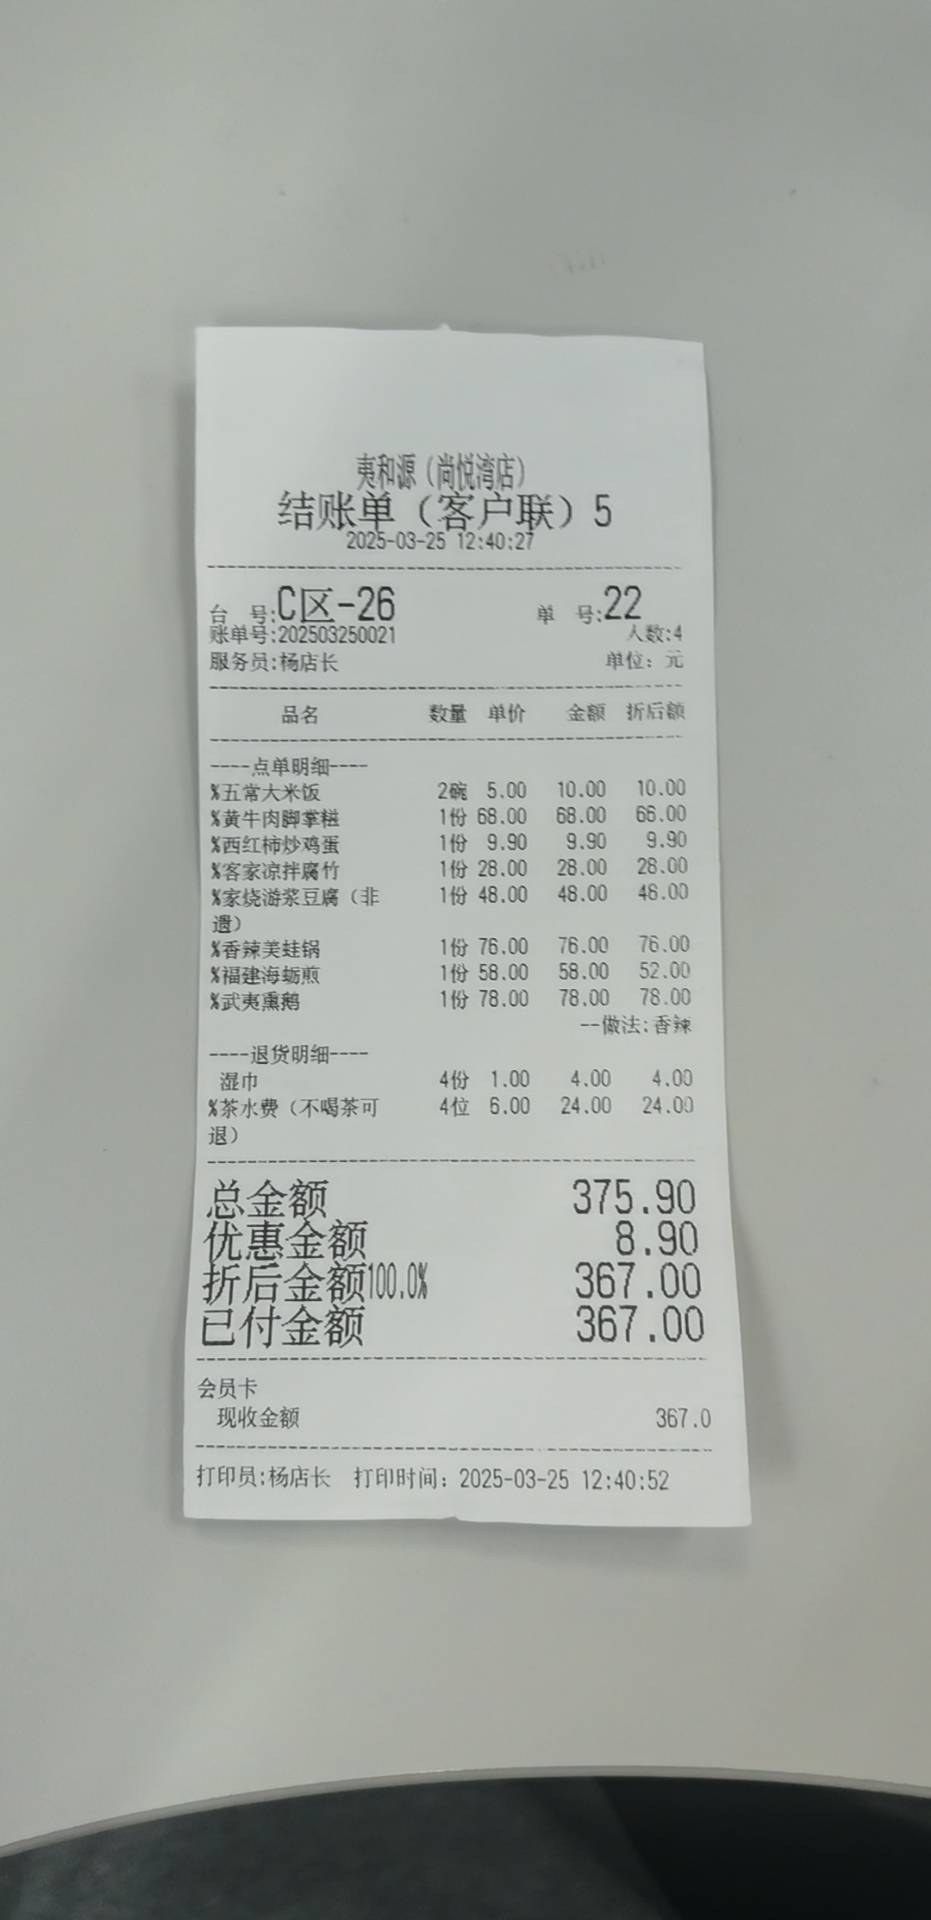 夷和源（尚悦湾店）
结账单（客户联）5
2025-03-25 12:40:27
台 号:C区-26 单 号:22
账单号:202503250021 人数:4
服务员:杨店长 单位：元
品名 数量 单价 金额 折后额
----点单明细----
%五常大米饭 2碗 5.00 10.00 10.00
%黄牛肉脚掌糍 1份 68.00 68.00 66.00
%西红柿炒鸡蛋 1份 9.90 9.90 9.90
%客家凉拌腐竹 1份 28.00 28.00 28.00
%家烧游浆豆腐（非 1份 48.00 48.00 48.00
遗）
%香辣美蛙锅 1份 76.00 76.00 76.00
%福建海蛎煎 1份 58.00 58.00 52.00
%武夷熏鹅 1份 78.00 78.00 78.00
--做法:香辣
----退货明细----
湿巾 4份 1.00 4.00 4.00
%茶水费（不喝茶可 4位 6.00 24.00 24.00
退）
总金额 375.90
优惠金额 8.90
折后金额100.0% 367.00
已付金额 367.00
会员卡
现收金额 367.0
打印员:杨店长 打印时间：2025-03-25 12:40:52